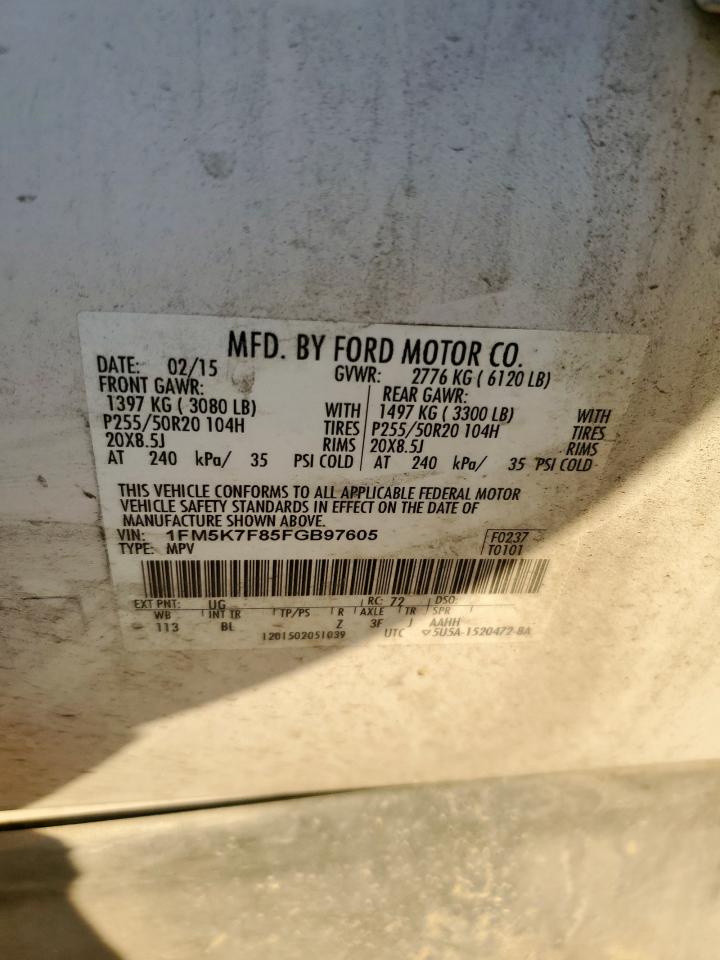 MFD. BY FORD MOTOR CO.
DATE: 02/15 GVWR: 2776 KG ( 6120 LB)
FRONT GAWR: REAR GAWR:
1397 KG ( 3080 LB) WITH 1497 KG ( 3300 LB) WITH
P255/50R20 104H TIRES P255/50R20 104H TIRES
20X8.5J RIMS 20X8.5J RIMS
AT 240 kPa/ 35 PSI COLD AT 240 kPa/ 35 PSI COLD
THIS VEHICLE CONFORMS TO ALL APPLICABLE FEDERAL MOTOR
VEHICLE SAFETY STANDARDS IN EFFECT ON THE DATE OF
MANUFACTURE SHOWN ABOVE.
VIN: 1FM5K7F85FGB97605 F0237
TYPE: MPV T0101
EXT PNT: UG RC: 72 DSO:
WB INT TR TP/PS R AXLE TR SPR
113 BL Z 3F J AAHH
1201502051039 UTC ▽5U5A-1520472-BA